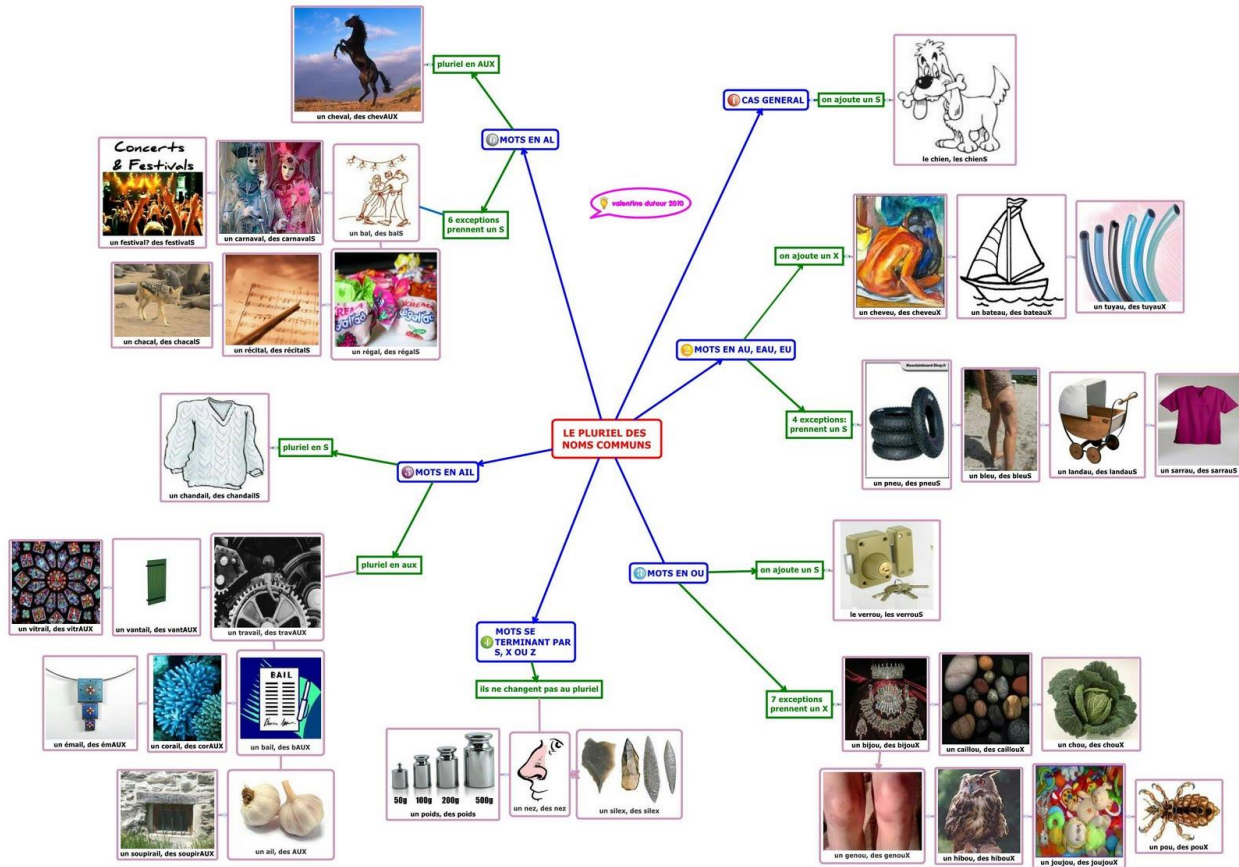 LE PLURIEL DES
NOMS COMMUNS
valentine dutour 2010
CAS GENERAL
on ajoute un S
le chien, les chienS
MOTS EN AU, EAU, EU
on ajoute un X
un cheveu, des cheveuX
un bateau, des bateauX
un tuyau, des tuyauX
4 exceptions:
prennent un S
un pneu, des pneuS
un bleu, des bleuS
un landau, des landauS
un sarrau, des sarrauS
MOTS EN OU
on ajoute un S
le verrou, les verrouS
7 exceptions
prennent un X
un bijou, des bijouX
un caillou, des caillouX
un chou, des chouX
un genou, des genouX
un hibou, des hibouX
un joujou, des joujouX
un pou, des pouX
MOTS SE
TERMINANT PAR
S, X OU Z
ils ne changent pas au pluriel
50g 100g 200g 500g
un poids, des poids
un nez, des nez
un silex, des silex
MOTS EN AIL
pluriel en S
un chandail, des chandailS
pluriel en aux
un travail, des travAUX
un vantail, des vantAUX
un vitrail, des vitrAUX
BAIL
un bail, des bAUX
un corail, des corAUX
un émail, des émAUX
un soupirail, des soupirAUX
un ail, des AUX
MOTS EN AL
pluriel en AUX
un cheval, des chevAUX
6 exceptions
prennent un S
un bal, des balS
un carnaval, des carnavalS
Concerts
& Festivals
un festival? des festivalS
un chacal, des chacalS
un récital, des récitalS
un régal, des régalS